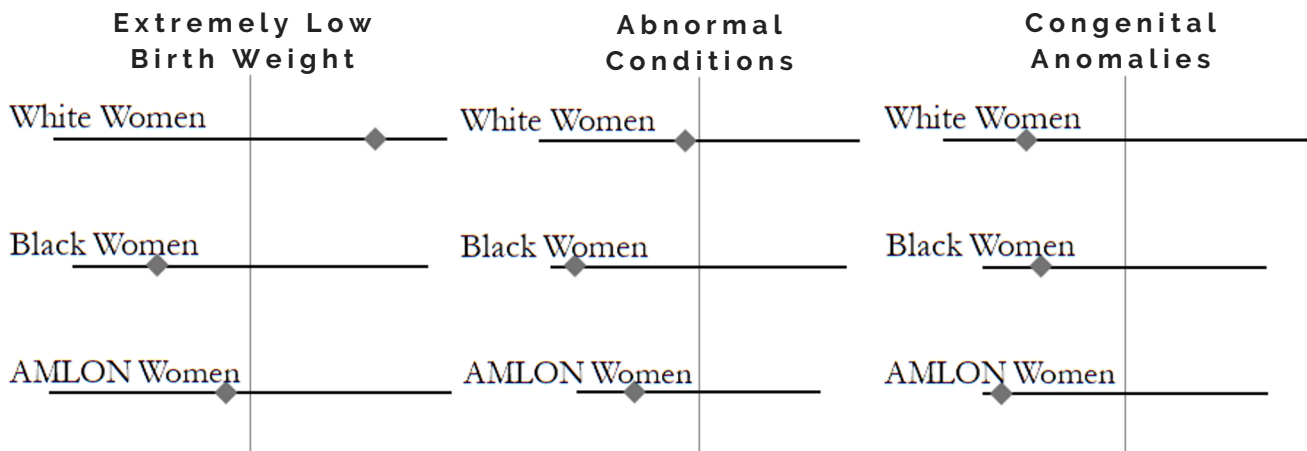 Extremely Low
Birth Weight
White Women
Black Women
AMLON Women
Abnormal
Conditions
White Women
Black Women
AMLON Women
Congenital
Anomalies
White Women
Black Women
AMLON Women